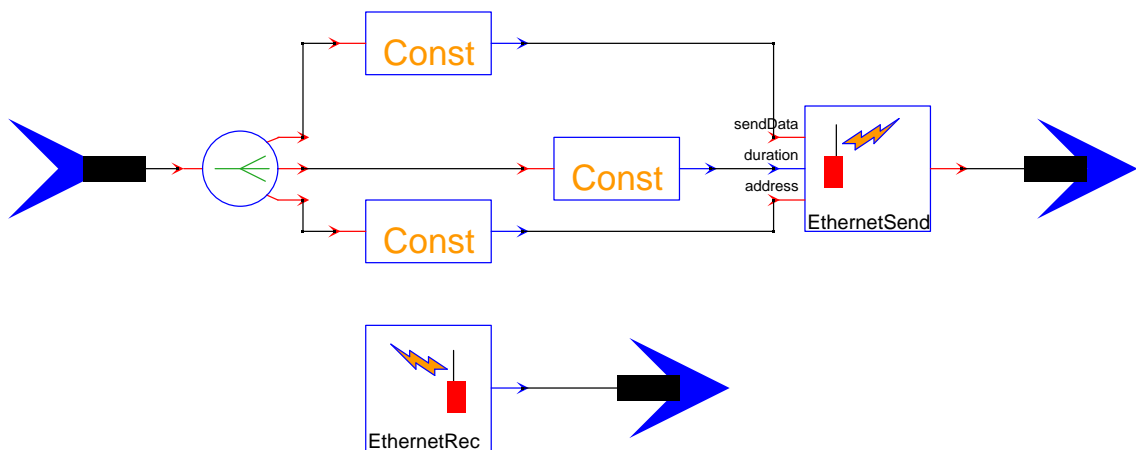 Const
sendData
duration
Const
address
Const
EthernetSend
EthernetRec